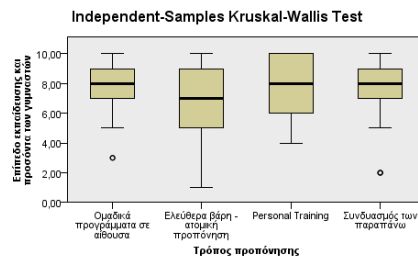 Independent-Samples Kruskal-Wallis Test
Επίπεδο εκπαίδευσης και
προσόντα των γυμναστών
10,00
8,00
6,00
4,00
2,00
0,00
Ομαδικά
προγράμματα σε
αίθουσα
Ελεύθερα βάρη -
ατομική
προπόνηση
Personal Training
Συνδυασμός των
παραπάνω
Τρόπος προπόνησης